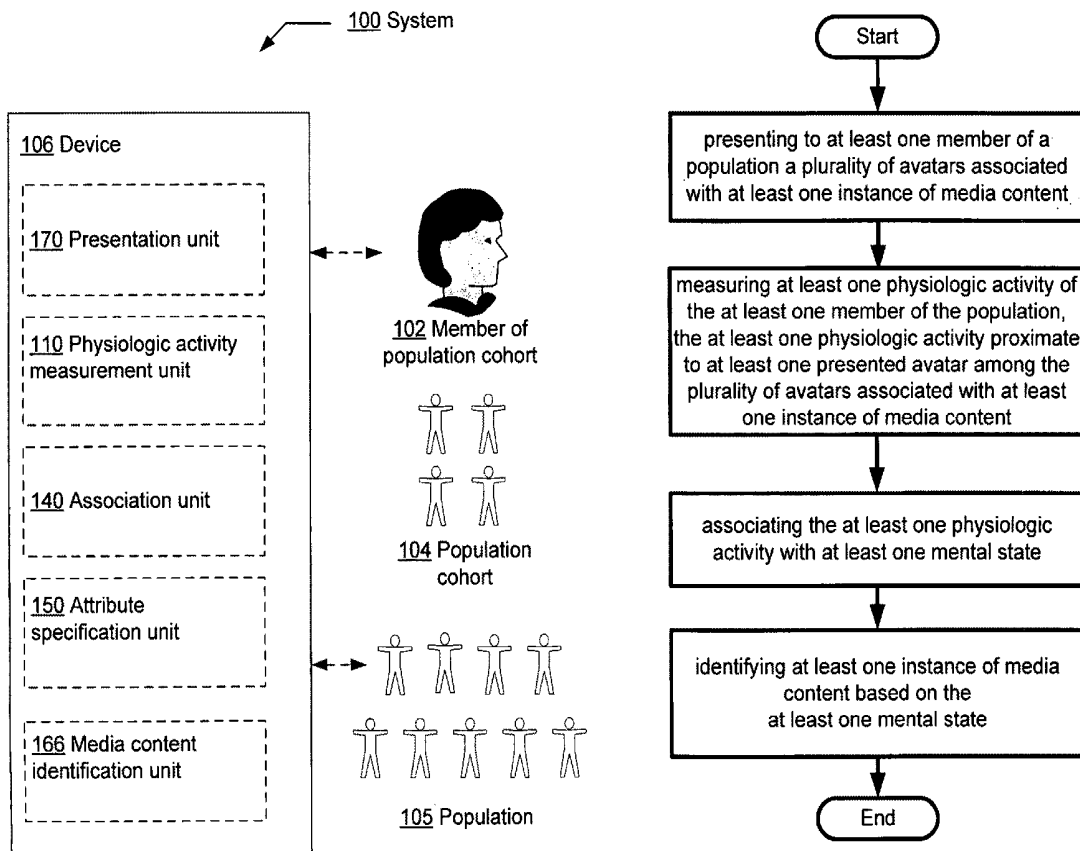 100 System
106 Device
170 Presentation unit
110 Physiologic activity
measurement unit
140 Association unit
150 Attribute
specification unit
166 Media content
identification unit
102 Member of
population cohort
104 Population
cohort
105 Population
Start
presenting to at least one member of a
population a plurality of avatars associated
with at least one instance of media content
measuring at least one physiologic activity of
the at least one member of the population,
the at least one physiologic activity proximate
to at least one presented avatar among the
plurality of avatars associated with at least
one instance of media content
associating the at least one physiologic
activity with at least one mental state
identifying at least one instance of media
content based on the
at least one mental state
End